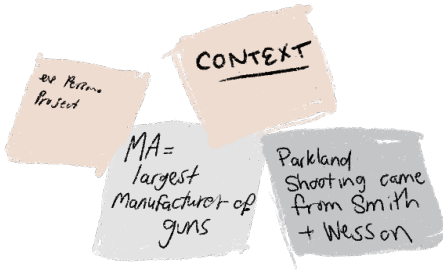 CONTEXT
Project
MA=
largest
Manufacturer of
guns
Parkland
Shooting came
from Smith
+ Wesson